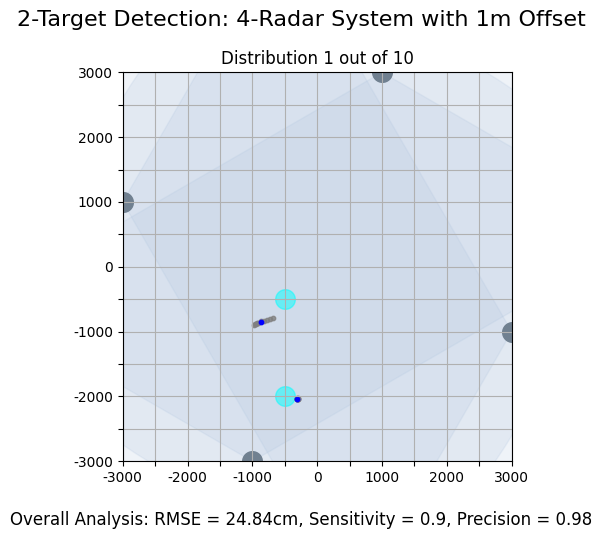 2-Target Detection: 4-Radar System with 1m Offset
Distribution 1 out of 10
3000
2000
1000
0
-1000
-2000
-3000
-3000 -2000 -1000 0 1000 2000 3000
Overall Analysis: RMSE = 24.84cm, Sensitivity = 0.9, Precision = 0.98